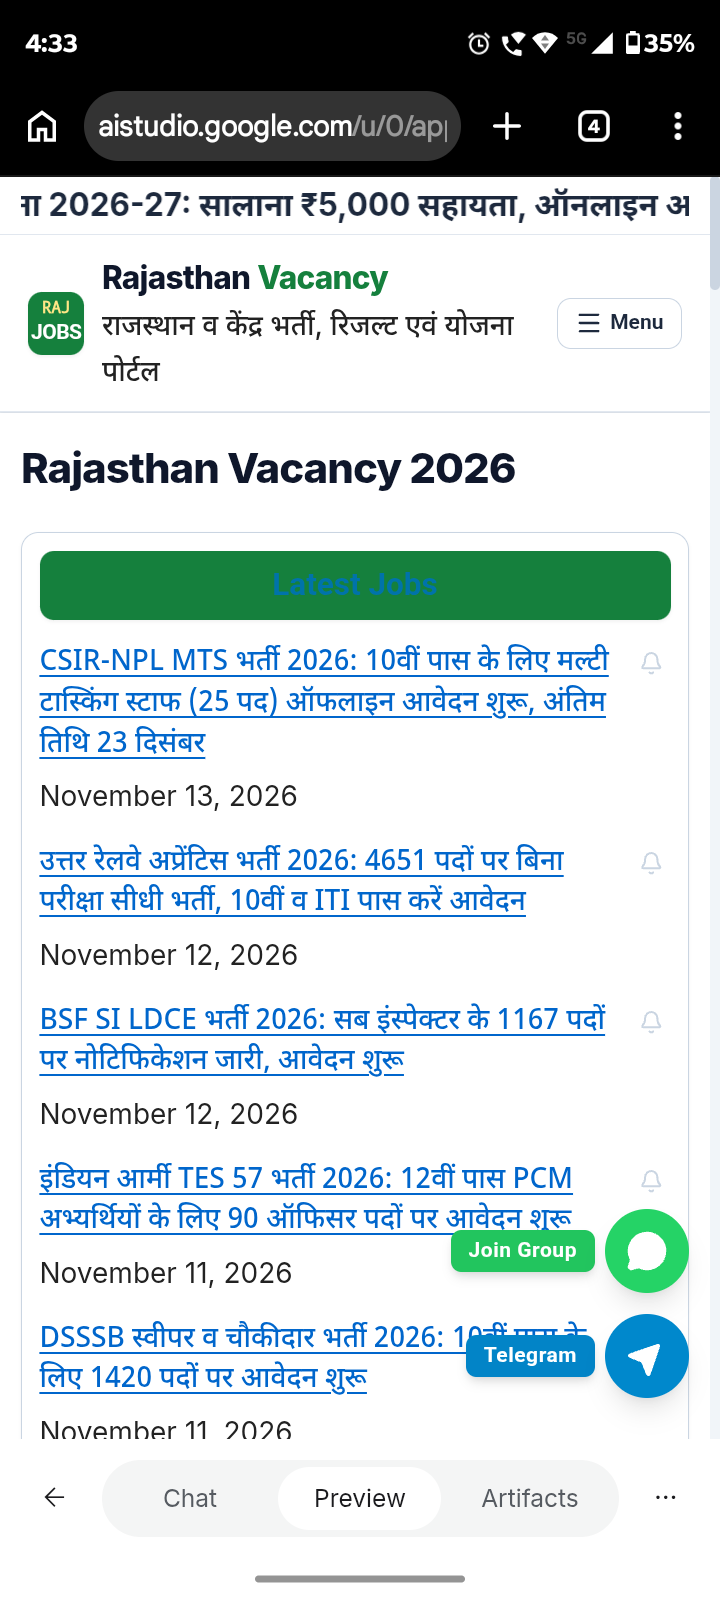 4:33
5G
35%
aistudio.google.com/u/0/ap
4
2026-27: सालाना ₹5,000 सहायता, ऑनलाइन
RAJ
JOBS
Rajasthan Vacancy
राजस्थान व केंद्र भर्ती, रिजल्ट एवं योजना
पोर्टल
Menu
Rajasthan Vacancy 2026
Latest Jobs
CSIR-NPL MTS भर्ती 2026: 10वीं पास के लिए मल्टी
टास्किंग स्टाफ (25 पद) ऑफलाइन आवेदन शुरू, अंतिम
तिथि 23 दिसंबर
November 13, 2026
उत्तर रेलवे अप्रेंटिस भर्ती 2026: 4651 पदों पर बिना
परीक्षा सीधी भर्ती, 10वीं व ITI पास करें आवेदन
November 12, 2026
BSF SI LDCE भर्ती 2026: सब इंस्पेक्टर के 1167 पदों
पर नोटिफिकेशन जारी, आवेदन शुरू
November 12, 2026
इंडियन आर्मी TES 57 भर्ती 2026: 12वीं पास PCM
अभ्यर्थियों के लिए 90 ऑफिसर पदों पर आवेदन शुरू
Join Group
November 11, 2026
DSSSB स्वीपर व चौकीदार भर्ती 2026: 10वीं पास के
Telegram
लिए 1420 पदों पर आवेदन शुरू
November 11, 2026
Chat
Preview
Artifacts